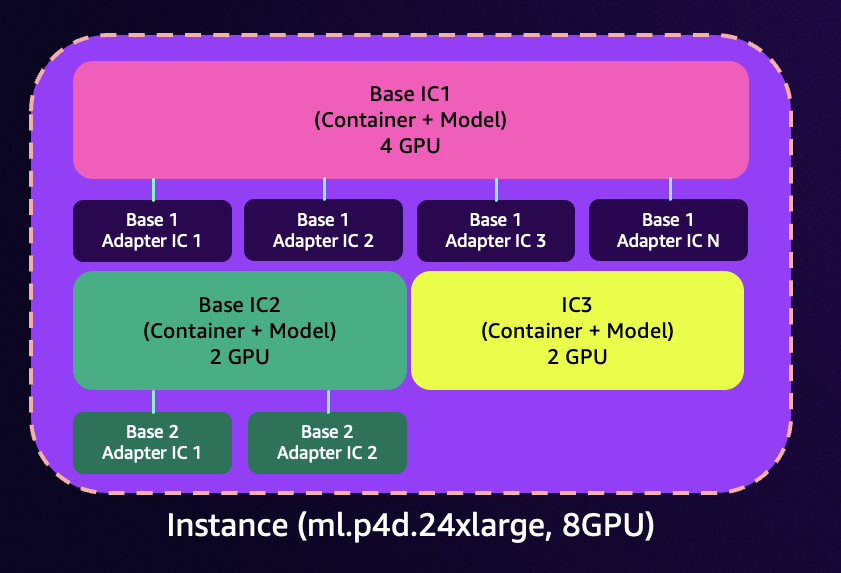 Base IC1
(Container + Model)
4 GPU
Base 1
Adapter IC 1
Base 1
Adapter IC 2
Base 1
Adapter IC 3
Base 1
Adapter IC N
Base IC2
(Container + Model)
2 GPU
IC3
(Container + Model)
2 GPU
Base 2
Adapter IC 1
Base 2
Adapter IC 2
Instance (ml.p4d.24xlarge, 8GPU)